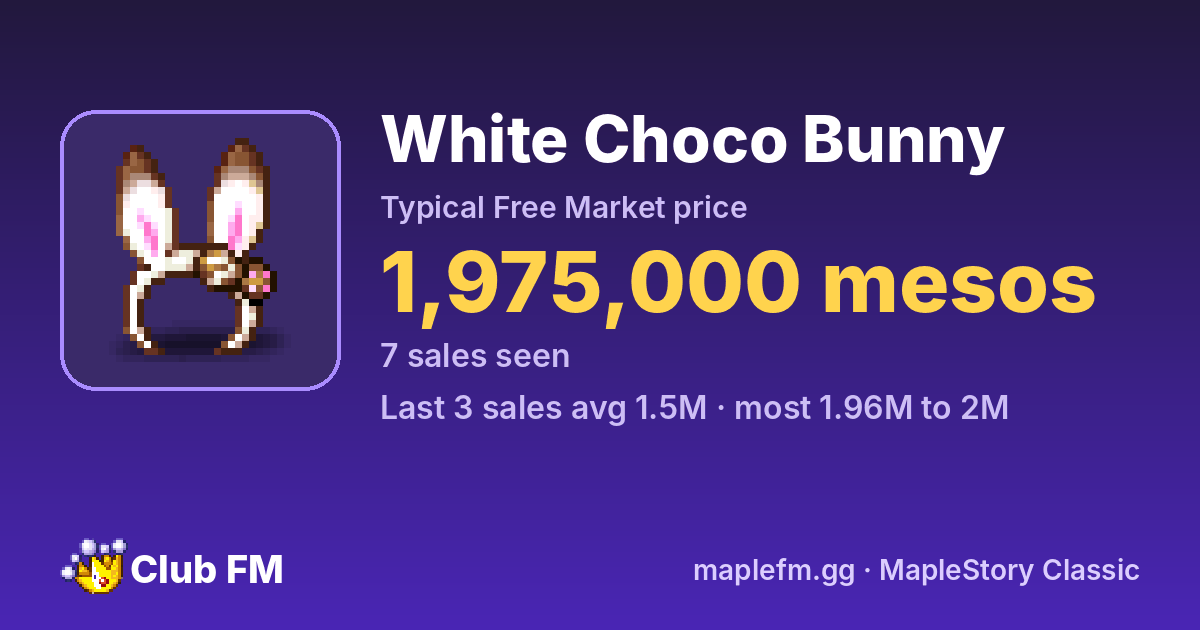 White Choco Bunny
Typical Free Market price
1,975,000 mesos
7 sales seen
Last 3 sales avg 1.5M · most 1.96M to 2M
Club FM
maplefm.gg · MapleStory Classic